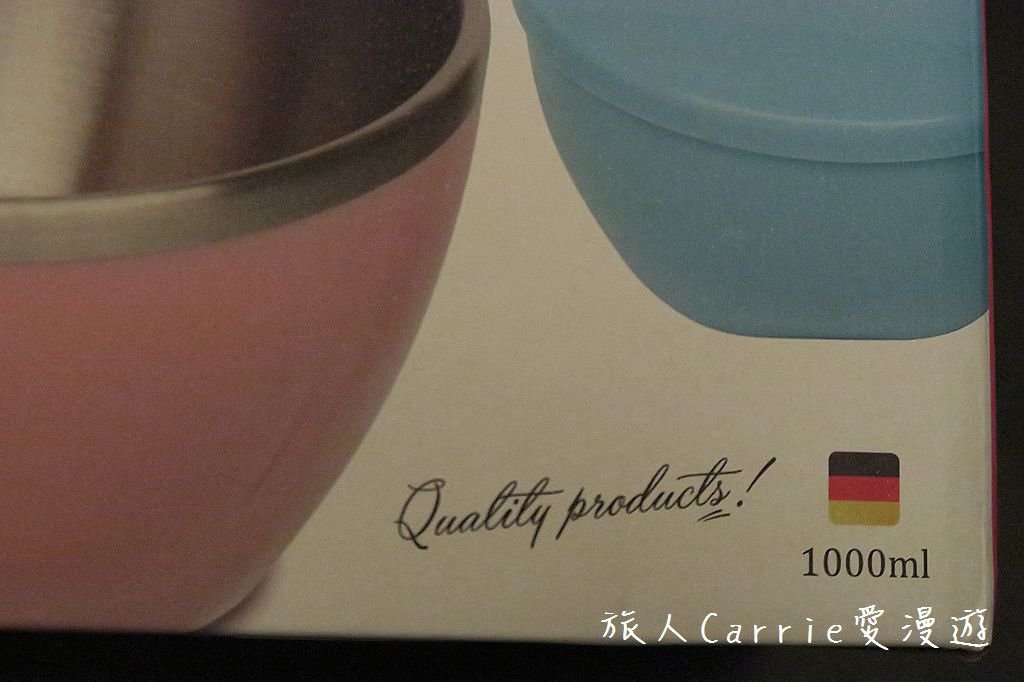 Quality products!
1000ml
旅人Carrie愛漫遊